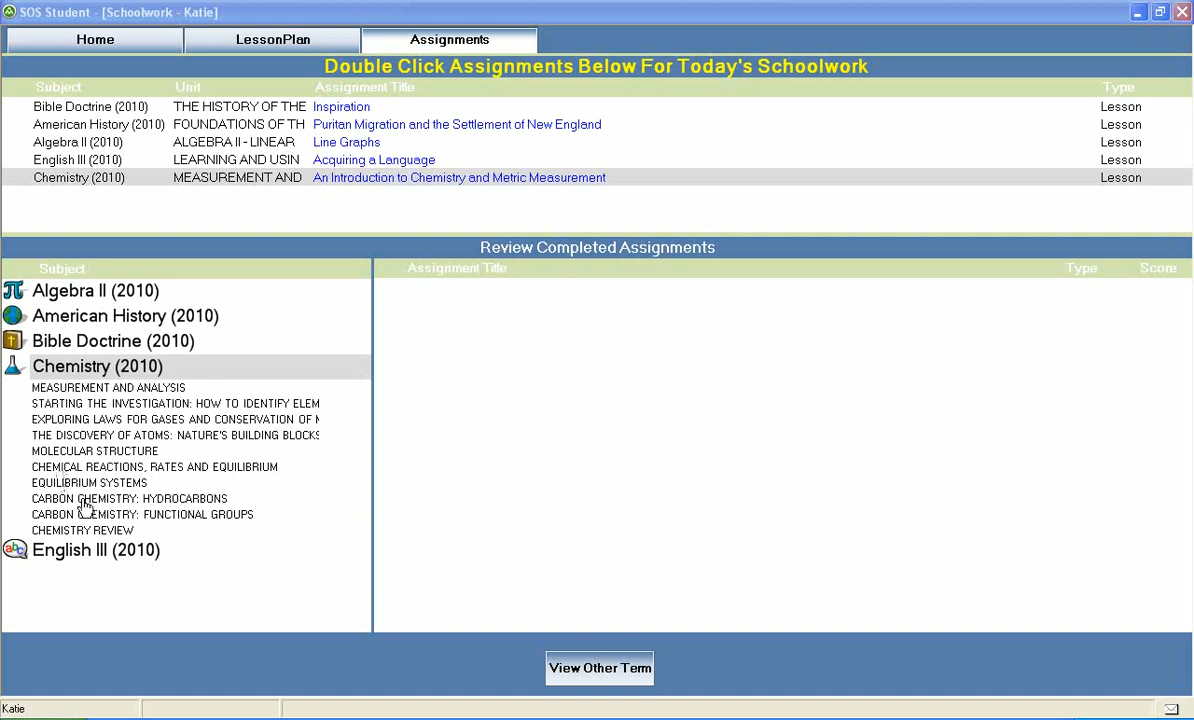 SOS Student - [Schoolwork - Katie]
Home LessonPlan Assignments
Double Click Assignments Below For Today's Schoolwork
Subject Unit Assignment Title Type
Bible Doctrine (2010) THE HISTORY OF THE Inspiration Lesson
American History (2010) FOUNDATIONS OF TH Puritan Migration and the Settlement of New England Lesson
Algebra II (2010) ALGEBRA II - LINEAR Line Graphs Lesson
English III (2010) LEARNING AND USIN Acquiring a Language Lesson
Chemistry (2010) MEASUREMENT AND An Introduction to Chemistry and Metric Measurement Lesson
Review Completed Assignments
Subject Assignment Title Type Score
Algebra II (2010)
American History (2010)
Bible Doctrine (2010)
Chemistry (2010)
MEASUREMENT AND ANALYSIS
STARTING THE INVESTIGATION: HOW TO IDENTIFY ELEM
EXPLORING LAWS FOR GASES AND CONSERVATION OF
THE DISCOVERY OF ATOMS: NATURE'S BUILDING BLOCKS
MOLECULAR STRUCTURE
CHEMICAL REACTIONS, RATES AND EQUILIBRIUM
EQUILIBRIUM SYSTEMS
CARBON CHEMISTRY: HYDROCARBONS
CARBON CHEMISTRY: FUNCTIONAL GROUPS
CHEMISTRY REVIEW
abc English III (2010)
View Other Term
Katie